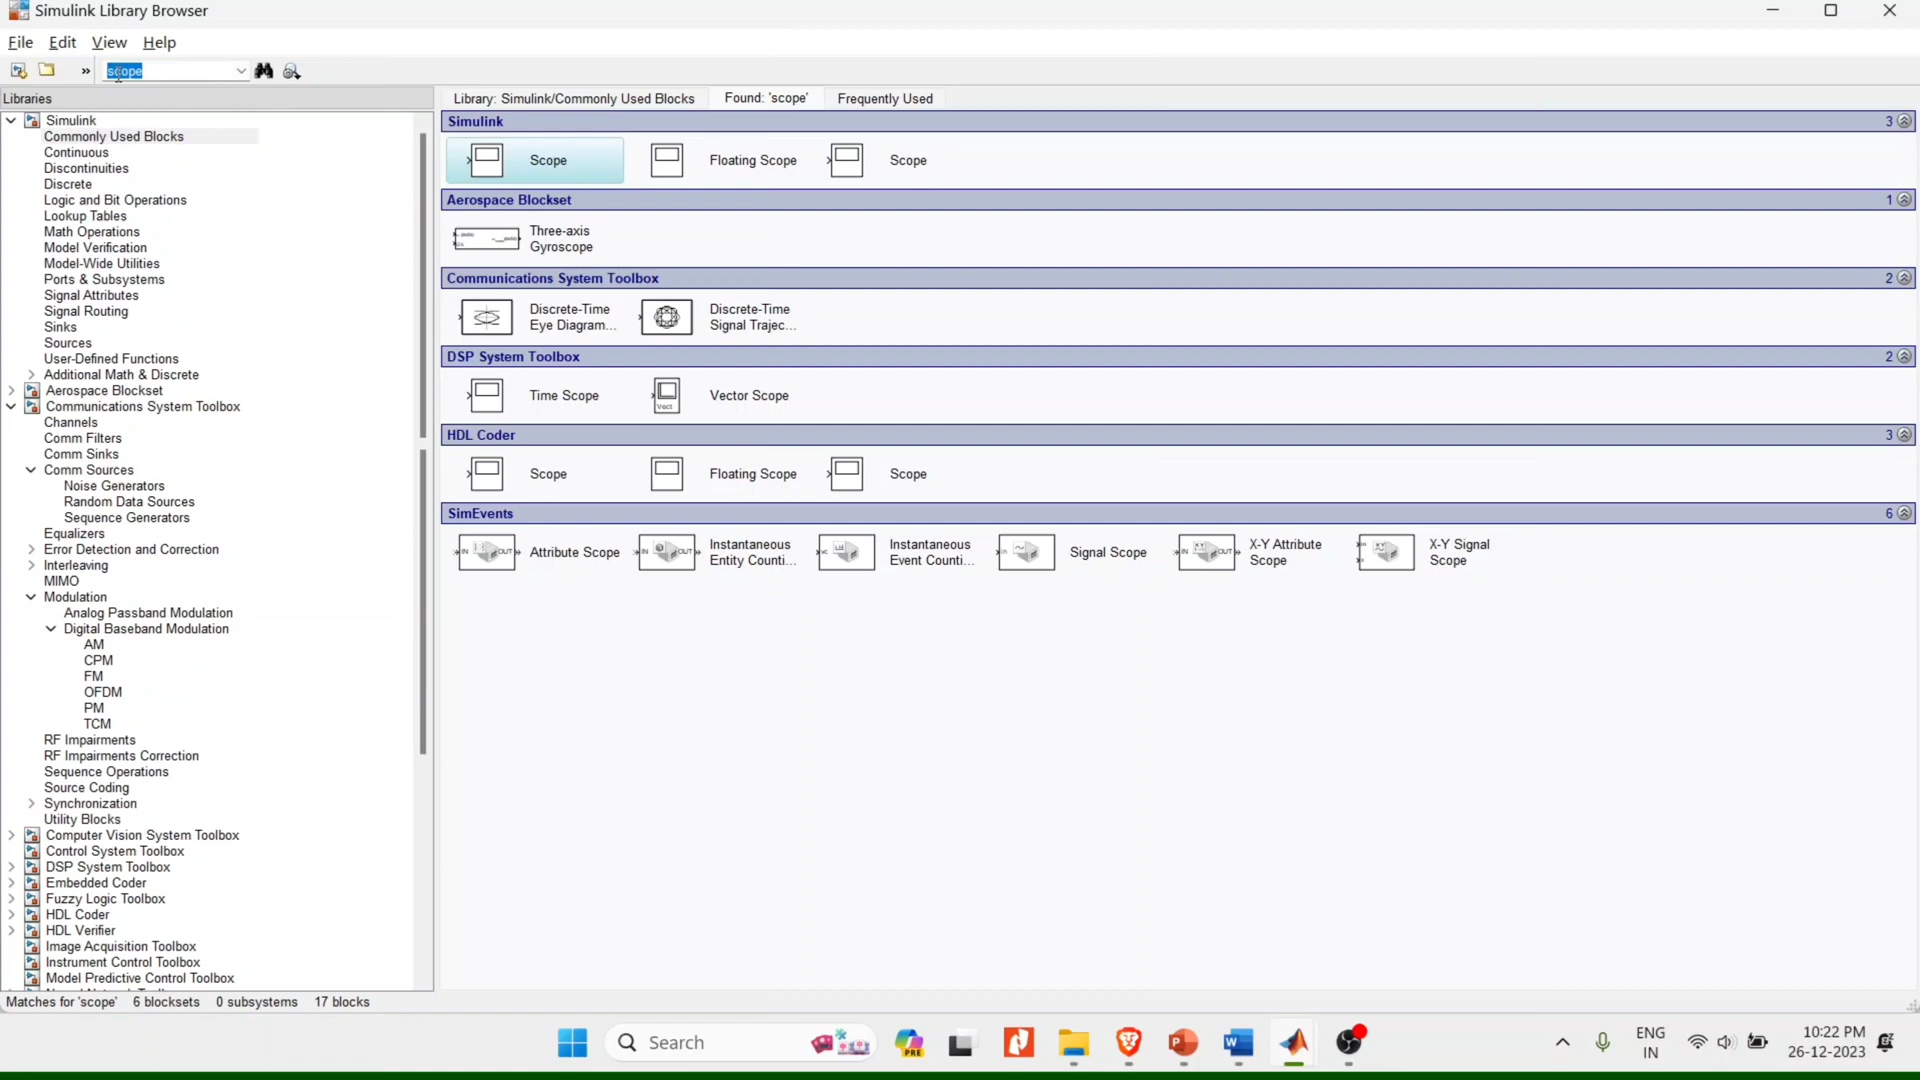 Simulink Library Browser
File Edit View Help
» scope
Libraries
Library: Simulink/Commonly Used Blocks Found: 'scope' Frequently Used
Simulink
Commonly Used Blocks
Continuous
Discontinuities
Discrete
Logic and Bit Operations
Lookup Tables
Math Operations
Model Verification
Model-Wide Utilities
Ports & Subsystems
Signal Attributes
Signal Routing
Sinks
Sources
User-Defined Functions
Additional Math & Discrete
Aerospace Blockset
Communications System Toolbox
Channels
Comm Filters
Comm Sinks
Comm Sources
Noise Generators
Random Data Sources
Sequence Generators
Equalizers
Error Detection and Correction
Interleaving
MIMO
Modulation
Analog Passband Modulation
Digital Baseband Modulation
AM
CPM
FM
OFDM
PM
TCM
RF Impairments
RF Impairments Correction
Sequence Operations
Source Coding
Synchronization
Utility Blocks
Computer Vision System Toolbox
Control System Toolbox
DSP System Toolbox
Embedded Coder
Fuzzy Logic Toolbox
HDL Coder
HDL Verifier
Image Acquisition Toolbox
Instrument Control Toolbox
Model Predictive Control Toolbox
Simulink 3
Scope Floating Scope Scope
Aerospace Blockset 1
Three-axis
Gyroscope
Communications System Toolbox 2
Discrete-Time
Eye Diagram...
Discrete-Time
Signal Trajec...
DSP System Toolbox 2
Time Scope Vect Vector Scope
HDL Coder 3
Scope Floating Scope Scope
SimEvents 6
IN OUT Attribute Scope
IN OUT Instantaneous
Entity Counti...
Instantaneous
Event Counti...
Signal Scope
IN OUT X-Y Attribute
Scope
X-Y Signal
Scope
Matches for 'scope' 6 blocksets 0 subsystems 17 blocks
Search
PRE
ENG
IN
10:22 PM
26-12-2023